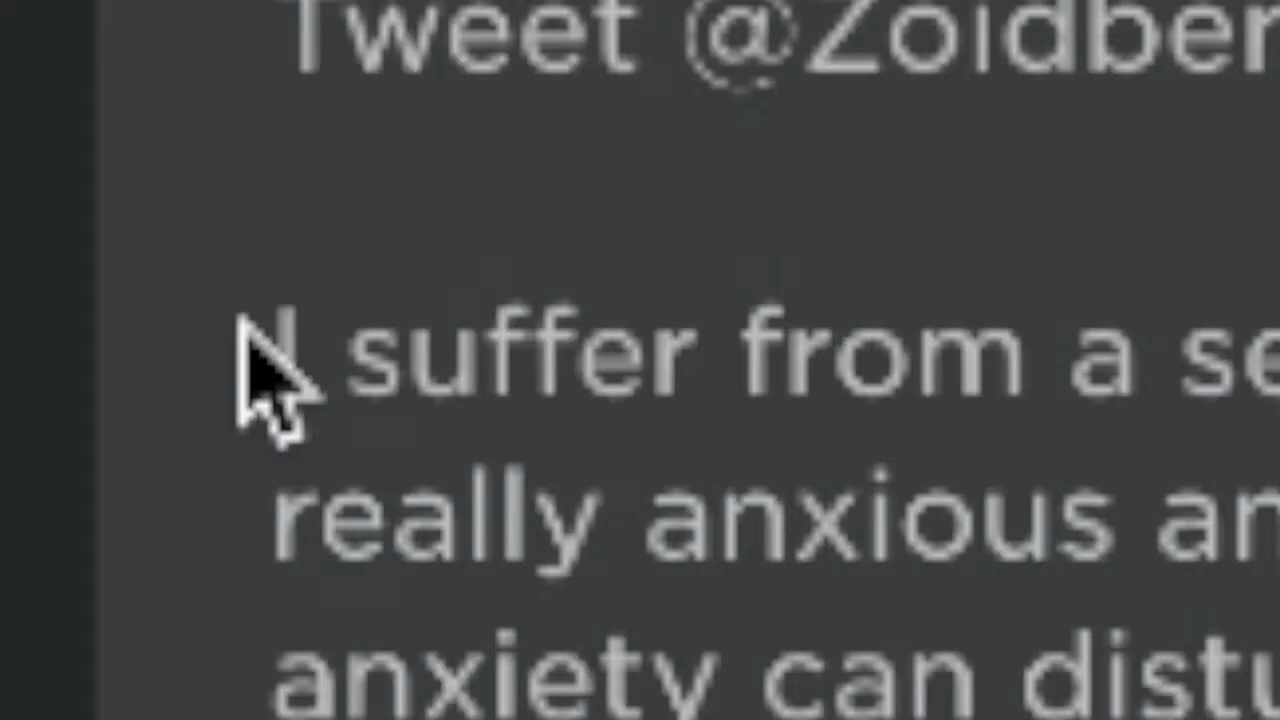 Tweet @Zoidber
I suffer from a se
really anxious an
anxiety can distu